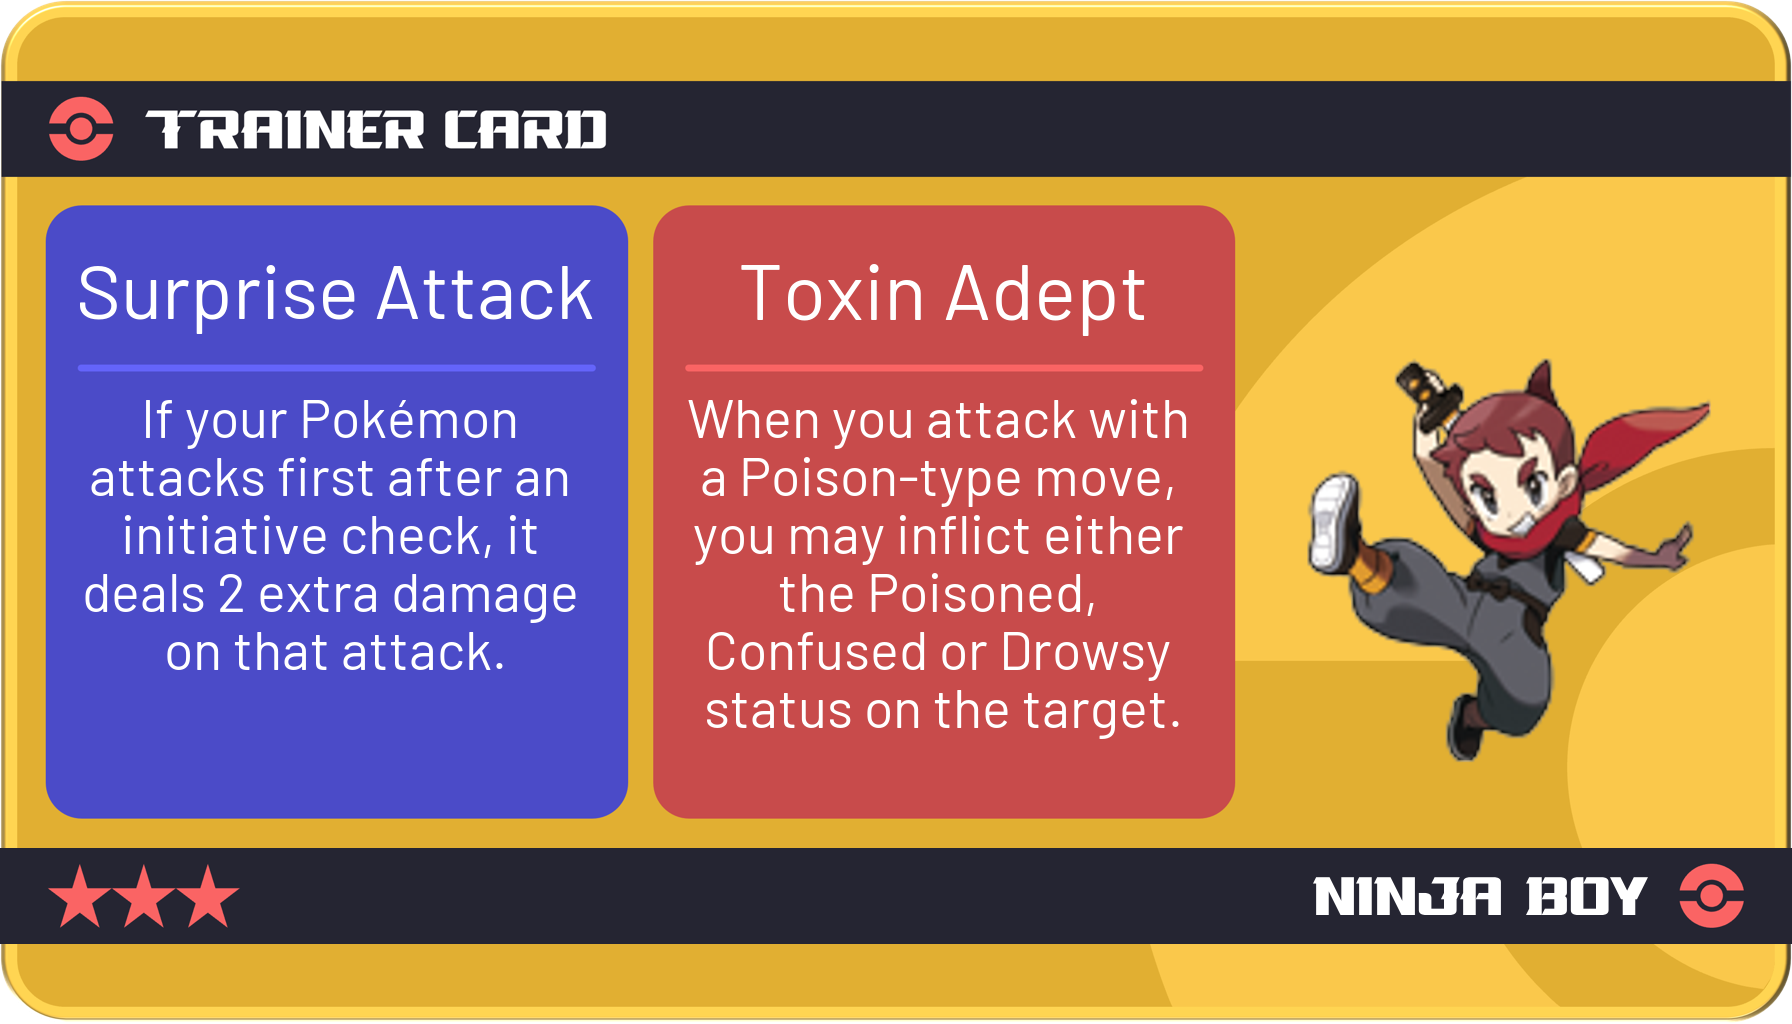 TRAINER CARD
Surprise Attack
If your Pokémon
attacks first after an
initiative check, it
deals 2 extra damage
on that attack.
Toxin Adept
When you attack with
a Poison-type move,
you may inflict either
the Poisoned,
Confused or Drowsy
status on the target.
NINJA BOY